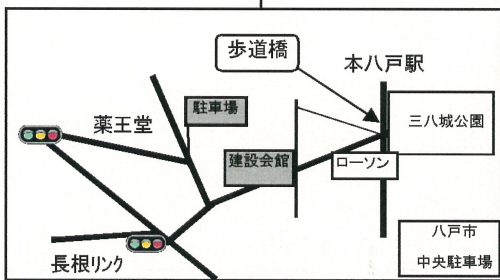 歩道橋
本八戸駅
駐車場
薬王堂
三八城公園
建設会館
ローソン
長根リンク
八戸市
中央駐車場